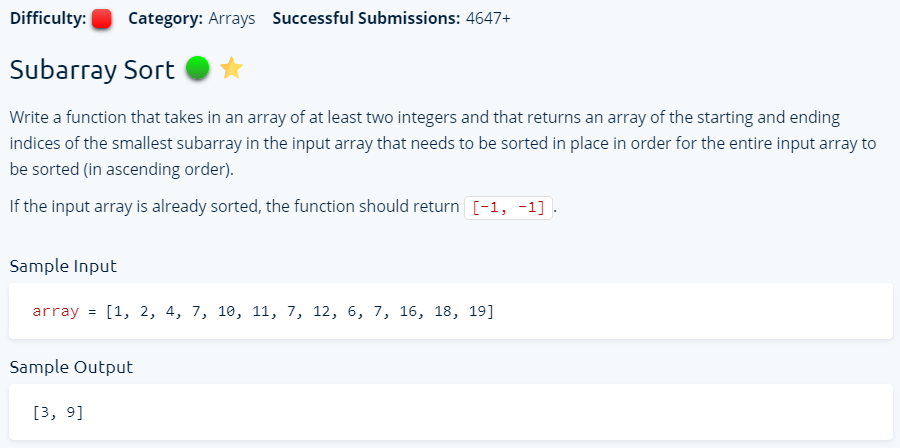 Difficulty: Category: Arrays Successful Submissions: 4647+
Subarray Sort
Write a function that takes in an array of at least two integers and that returns an array of the starting and ending
indices of the smallest subarray in the input array that needs to be sorted in place in order for the entire input array to
be sorted (in ascending order).
If the input array is already sorted, the function should return [-1, -1].
Sample Input
array = [1, 2, 4, 7, 10, 11, 7, 12, 6, 7, 16, 18, 19]
Sample Output
[3, 9]